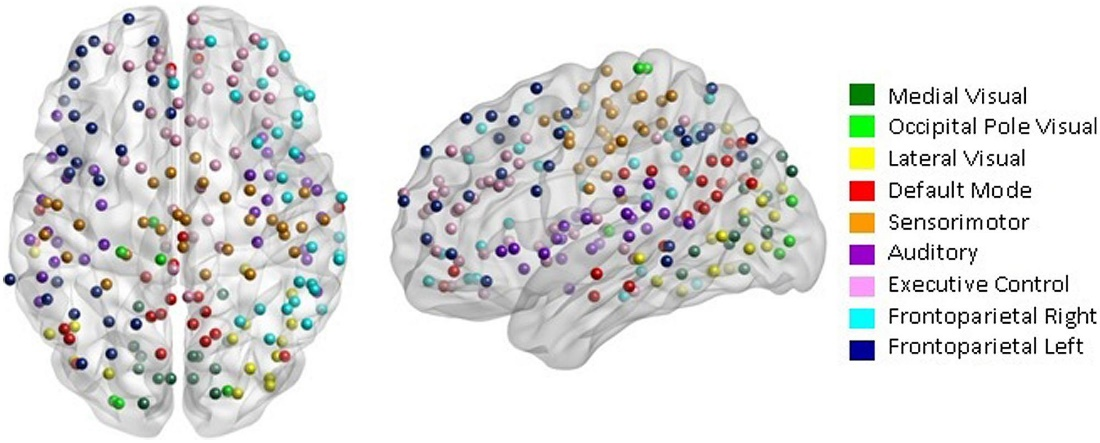 Medial Visual
Occipital Pole Visual
Lateral Visual
Default Mode
Sensorimotor
Auditory
Executive Control
Frontoparietal Right
Frontoparietal Left